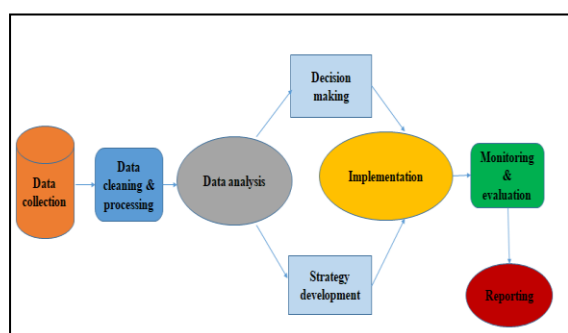 Data
collection
Data
cleaning &
processing
Data analysis
Decision
making
Strategy
development
Implementation
Monitoring
&
evaluation
Reporting